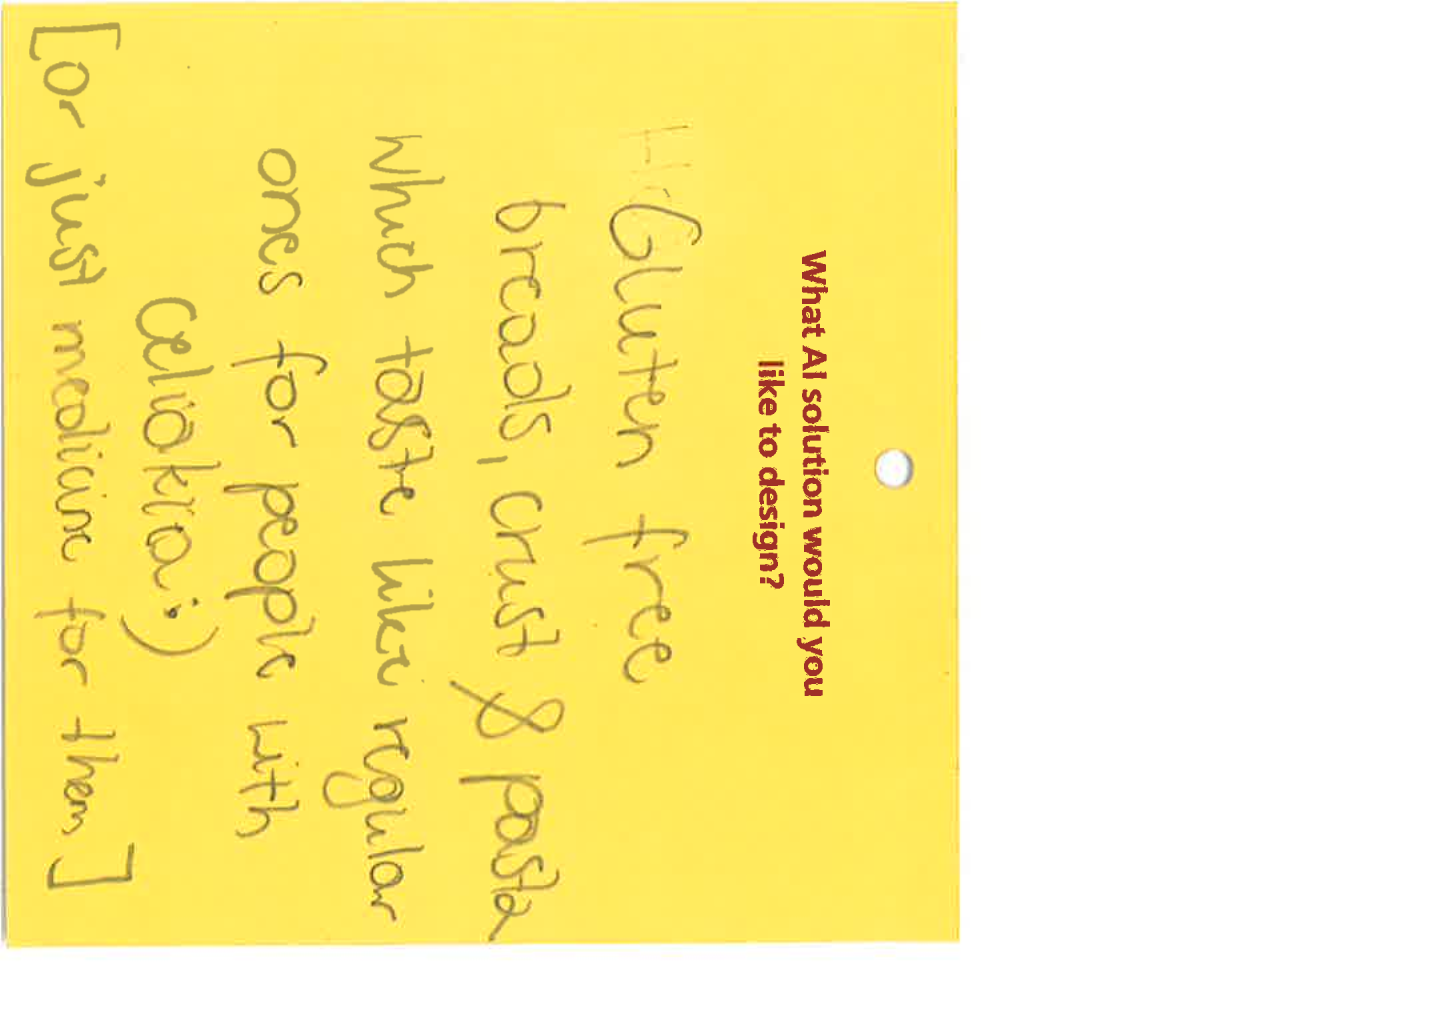 What AI solution would you
like to design?
Gluten free
breads, crust & pasta
which taste like regular
ones for people with
Celiakia :)
[or just medicine for them]